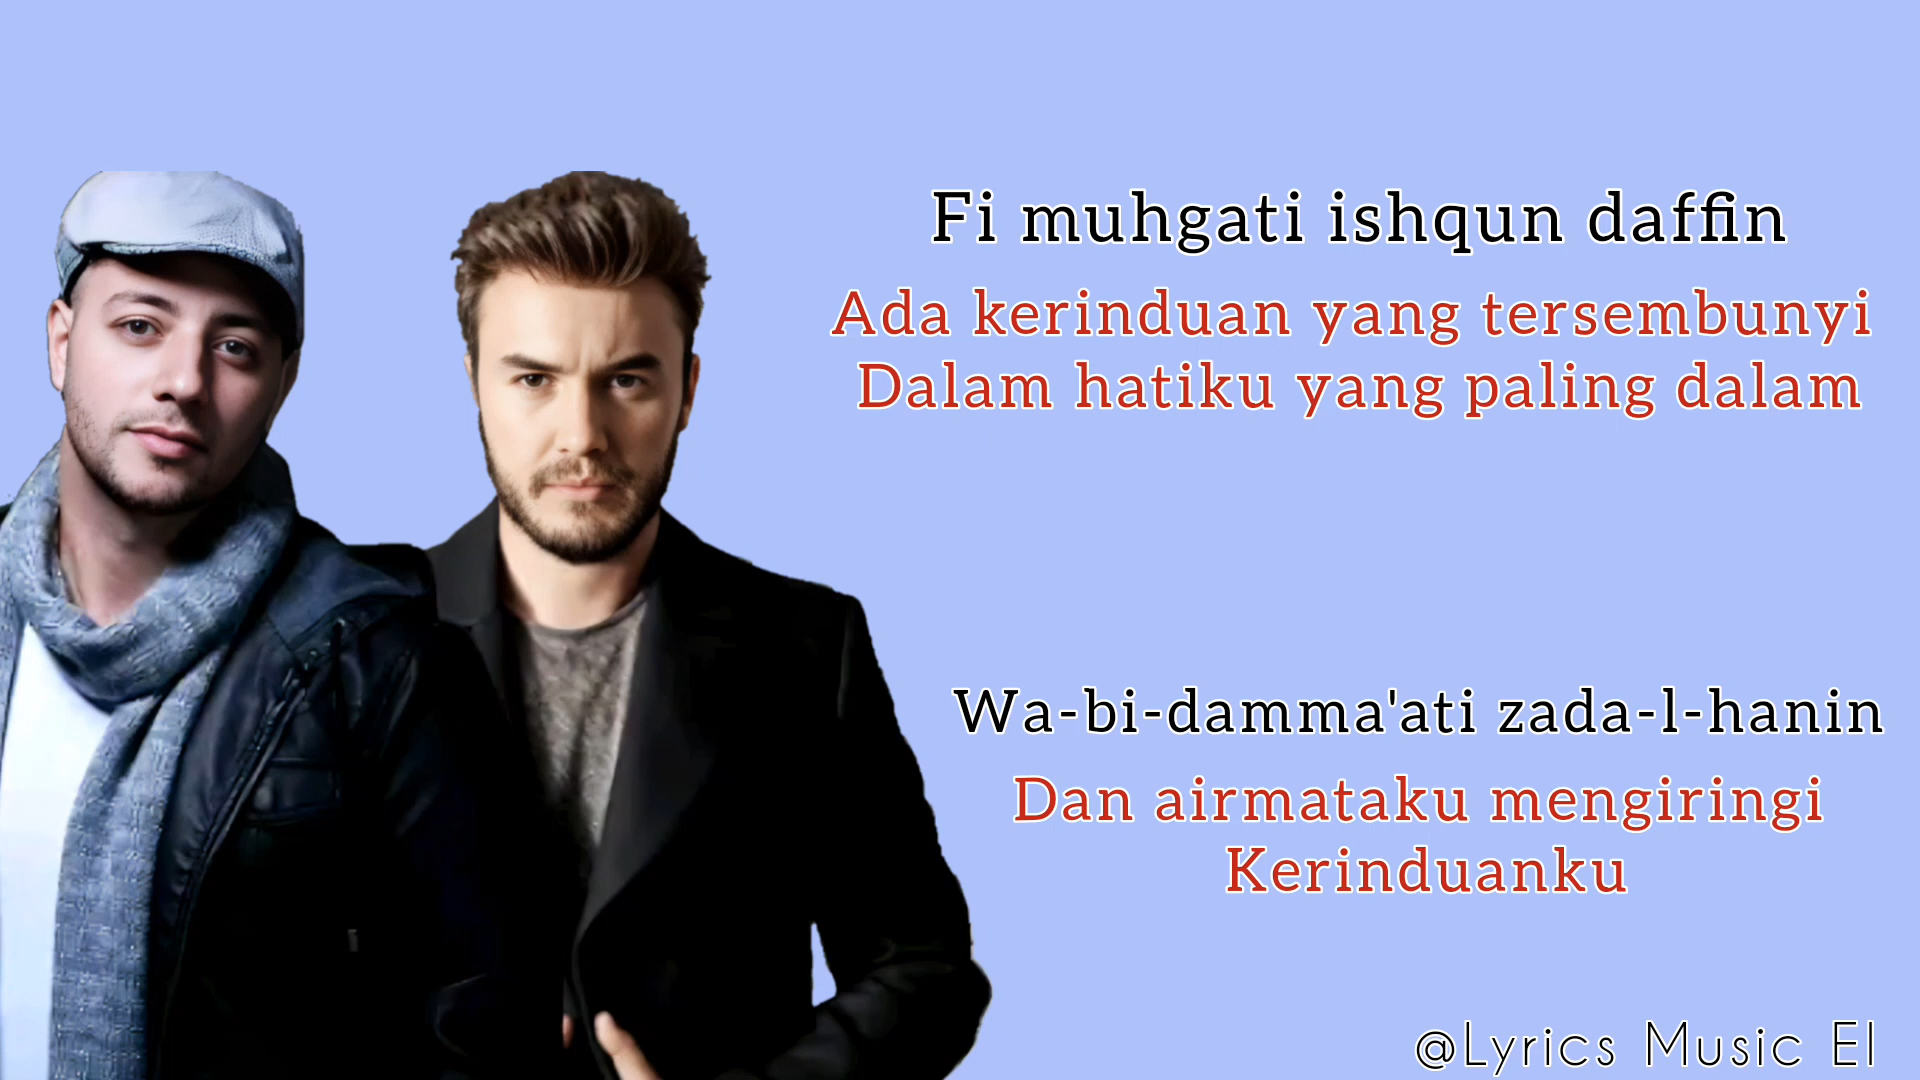 Fi muhgati ishqun daffin
Ada kerinduan yang tersembunyi
Dalam hatiku yang paling dalam
Wa-bi-damma'ati zada-l-hanin
Dan airmataku mengiringi
Kerinduanku
@Lyrics Music El